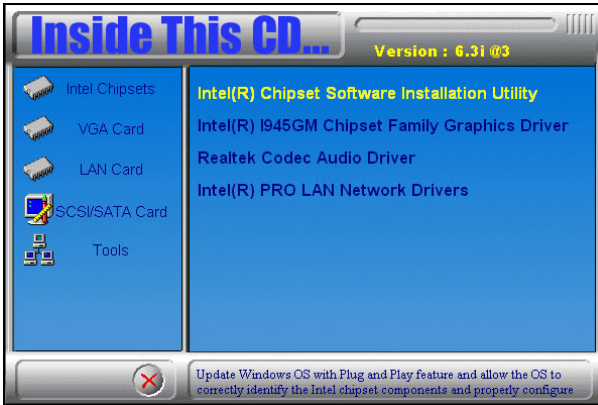 Inside This CD...
Version : 6.3i @3
Intel Chipsets
VGA Card
LAN Card
SCSI/SATA Card
Tools
Intel(R) Chipset Software Installation Utility
Intel(R) I945GM Chipset Family Graphics Driver
Realtek Codec Audio Driver
Intel(R) PRO LAN Network Drivers
Update Windows OS with Plug and Play feature and allow the OS to
correctly identify the Intel chipset components and properly configure